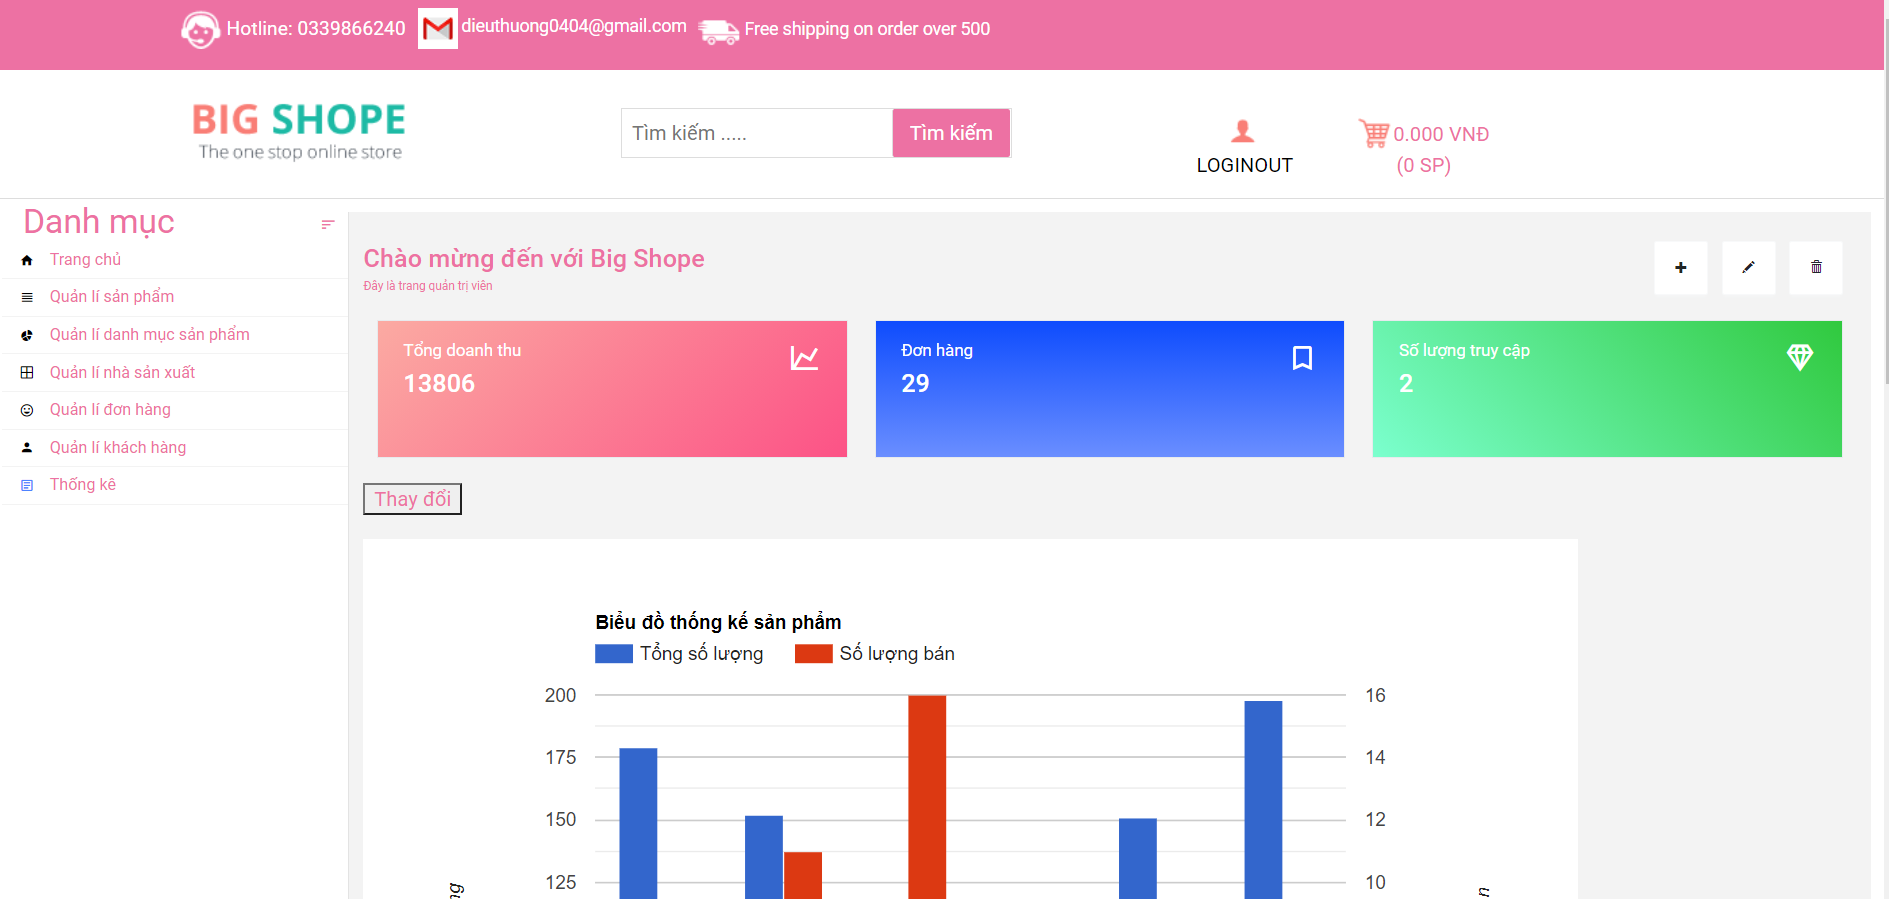 Hotline: 0339866240 dieuthuong0404@gmail.com Free shipping on order over 500
BIG SHOPE
The one stop online store
Tìm kiếm .....
Tìm kiếm
LOGINOUT
0.000 VNĐ
(0 SP)
Danh mục
Trang chủ
Quản lí sản phẩm
Quản lí danh mục sản phẩm
Quản lí nhà sản xuất
Quản lí đơn hàng
Quản lí khách hàng
Thống kê
Chào mừng đến với Big Shope
Đây là trang quản trị viên
Tổng doanh thu
13806
Đơn hàng
29
Số lượng truy cập
2
Thay đổi
Biểu đồ thống kế sản phẩm
Tổng số lượng Số lượng bán
200 16
175 14
150 12
125 10